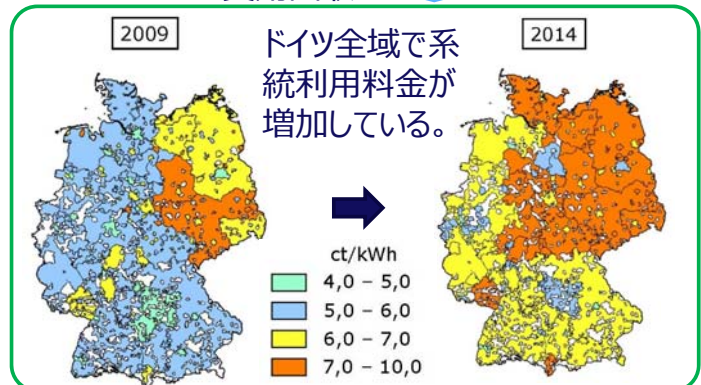 2009
ドイツ全域で系
統利用料金が
増加している。
2014
ct/kWh
4,0 – 5,0
5,0 – 6,0
6,0 – 7,0
7,0 – 10,0